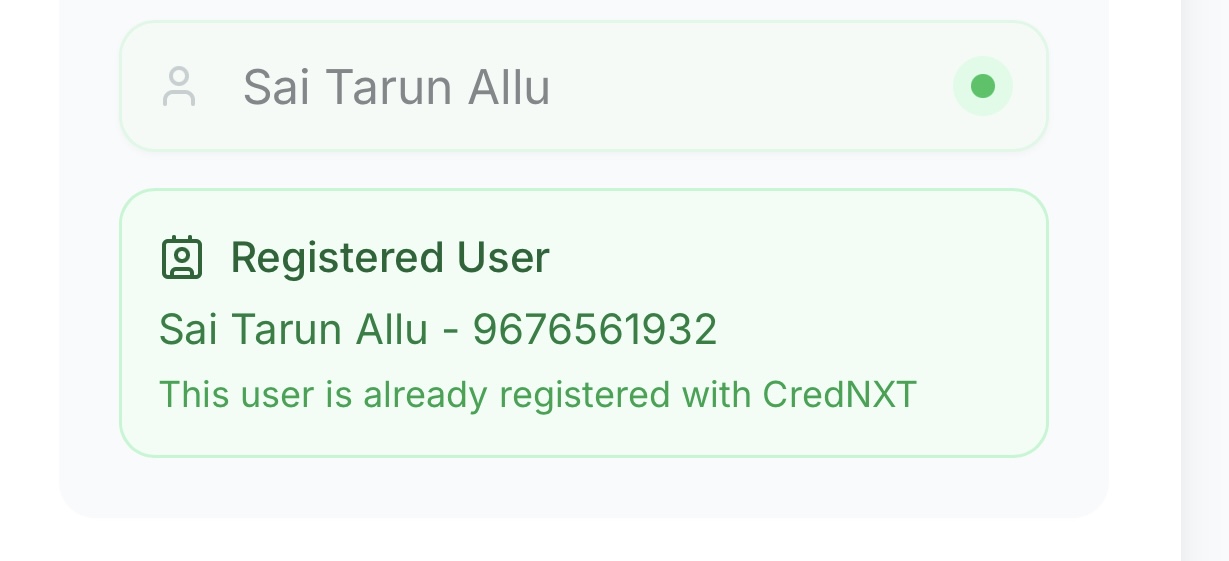 Sai Tarun Allu
Registered User
Sai Tarun Allu - 9676561932
This user is already registered with CredNXT